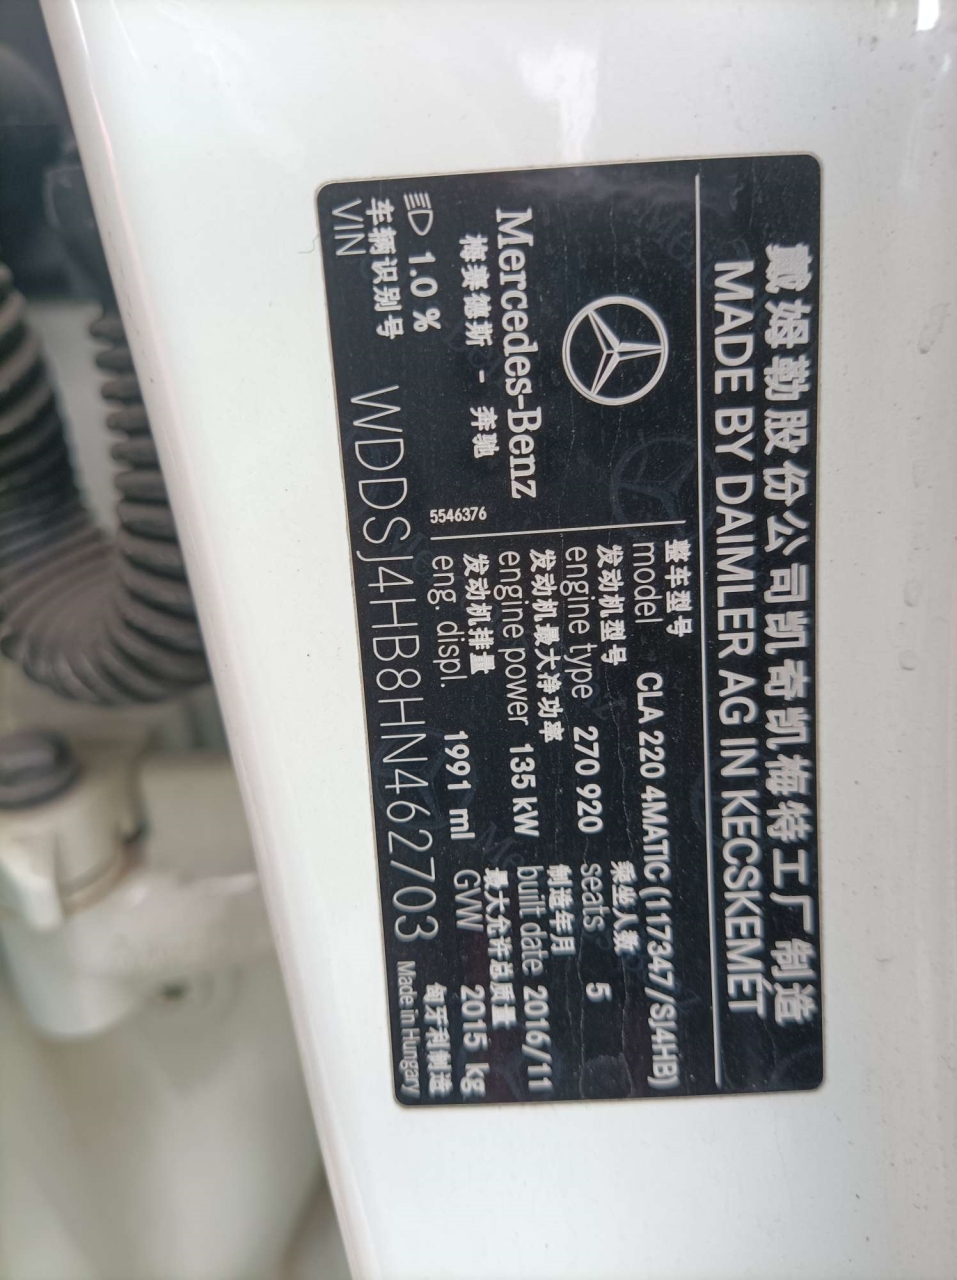 戴姆勒股份公司凯奇凯梅特工厂制造
MADE BY DAIMLER AG IN KECSKEMÉT
Mercedes-Benz
梅赛德斯 - 奔驰
1.0 %
5546376
整车型号
model CLA 220 4MATIC (117347/SJ4HB)
发动机型号 乘坐人数
engine type 270 920 seats 5
发动机最大净功率 制造年月
engine power 135 kW built date 2016/11
发动机排量 最大允许总质量
eng. displ. 1991 ml GVW 2015 kg
车辆识别号 匈牙利制造
VIN WDDSJ4HB8HN462703 Made in Hungary